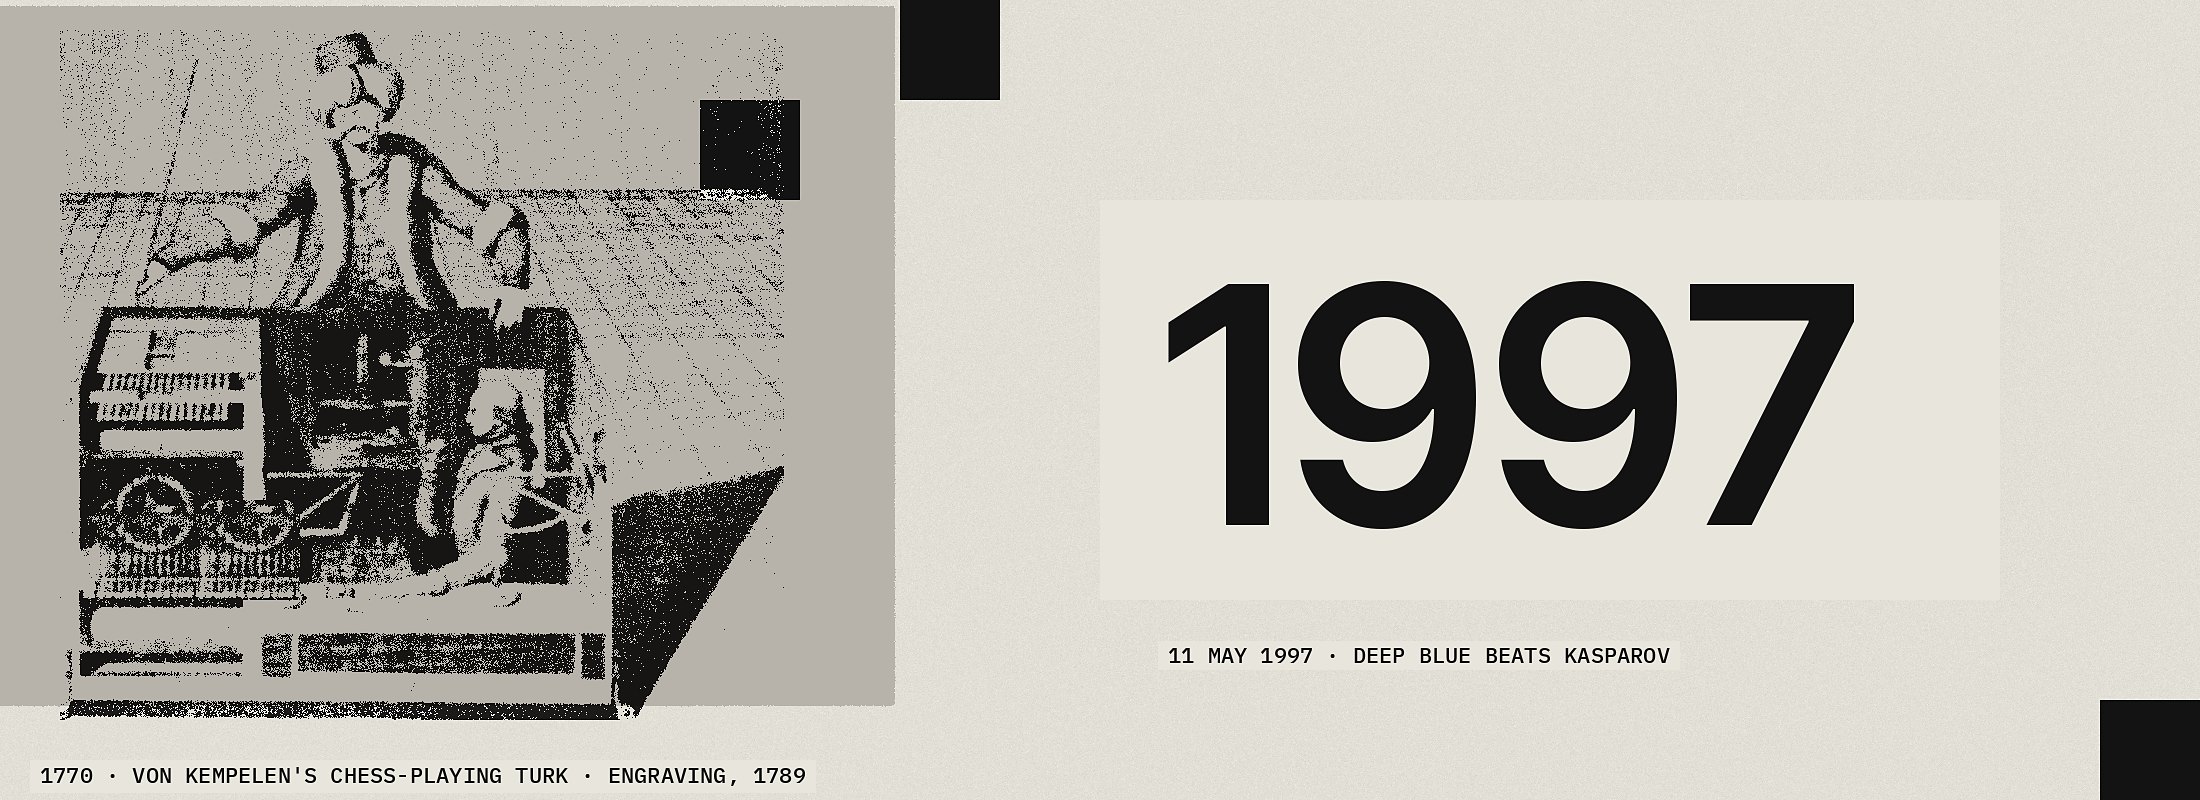 1997
11 MAY 1997 · DEEP BLUE BEATS KASPAROV
1770 · VON KEMPELEN'S CHESS-PLAYING TURK · ENGRAVING, 1789